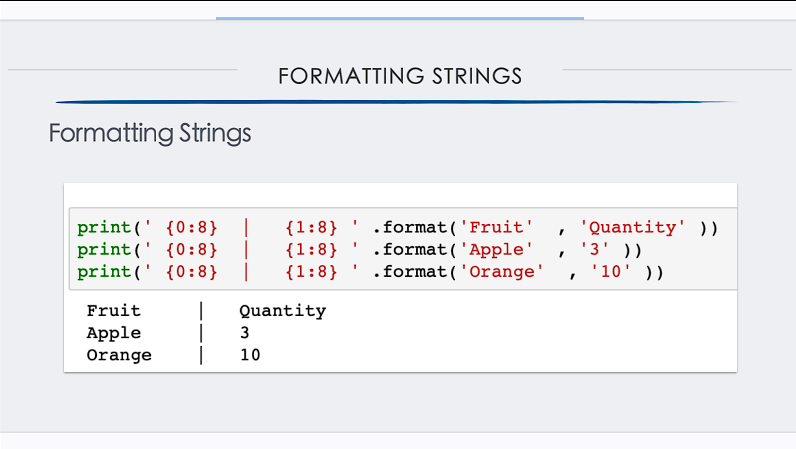 FORMATTING STRINGS
Formatting Strings
print(' {0:8}  |   {1:8} ' .format('Fruit'  , 'Quantity' ))
print(' {0:8}  |   {1:8} ' .format('Apple'  , '3' ))
print(' {0:8}  |   {1:8} ' .format('Orange'  , '10' ))
Fruit     |   Quantity
Apple     |   3
Orange    |   10